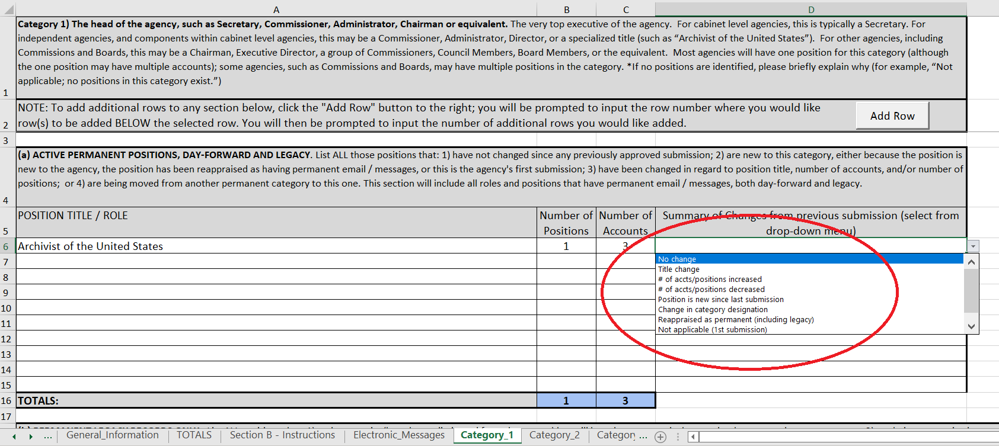 A B C D
Category 1) The head of the agency, such as Secretary, Commissioner, Administrator, Chairman or equivalent. The very top executive of the agency.  For cabinet level agencies, this is typically a Secretary. For
independent agencies, and components within cabinet level agencies, this may be a Commissioner, Administrator, Director, or a specialized title (such as “Archivist of the United States”).  For other agencies, including
Commissions and Boards, this may be a Chairman, Executive Director, a group of Commissioners, Council Members, Board Members, or the equivalent.  Most agencies will have one position for this category (although
the one position may have multiple accounts); some agencies, such as Commissions and Boards, may have multiple positions in the category. *If no positions are identified, please briefly explain why (for example, “Not
applicable; no positions in this category exist.”)
1
NOTE: To add additional rows to any section below, click the "Add Row" button to the right; you will be prompted to input the row number where you would like
row(s) to be added BELOW the selected row. You will then be prompted to input the number of additional rows you would like added.
Add Row
2
3
(a) ACTIVE PERMANENT POSITIONS, DAY-FORWARD AND LEGACY. List ALL those positions that: 1) have not changed since any previously approved submission; 2) are new to this category, either because the position is
new to the agency, the position has been reappraised as having permanent email / messages, or this is the agency's first submission; 3) have been changed in regard to position title, number of accounts, and/or number of
positions;  or 4) are being moved from another permanent category to this one. This section will include all roles and positions that have permanent email / messages, both day-forward and legacy.
4
POSITION TITLE / ROLE Number of Number of Summary of Changes from previous submission (select from
5 Positions Accounts drop-down menu)
6 Archivist of the United States 1 3
7 No change
Title change
8 # of accts/positions increased
9 # of accts/positions decreased
Position is new since last submission
10 Change in category designation
11 Reappraised as permanent (including legacy)
Not applicable (1st submission)
12
13
14
15
16 TOTALS: 1 3
17
... General_Information TOTALS Section B - Instructions Electronic_Messages Category_1 Category_2 Category ...